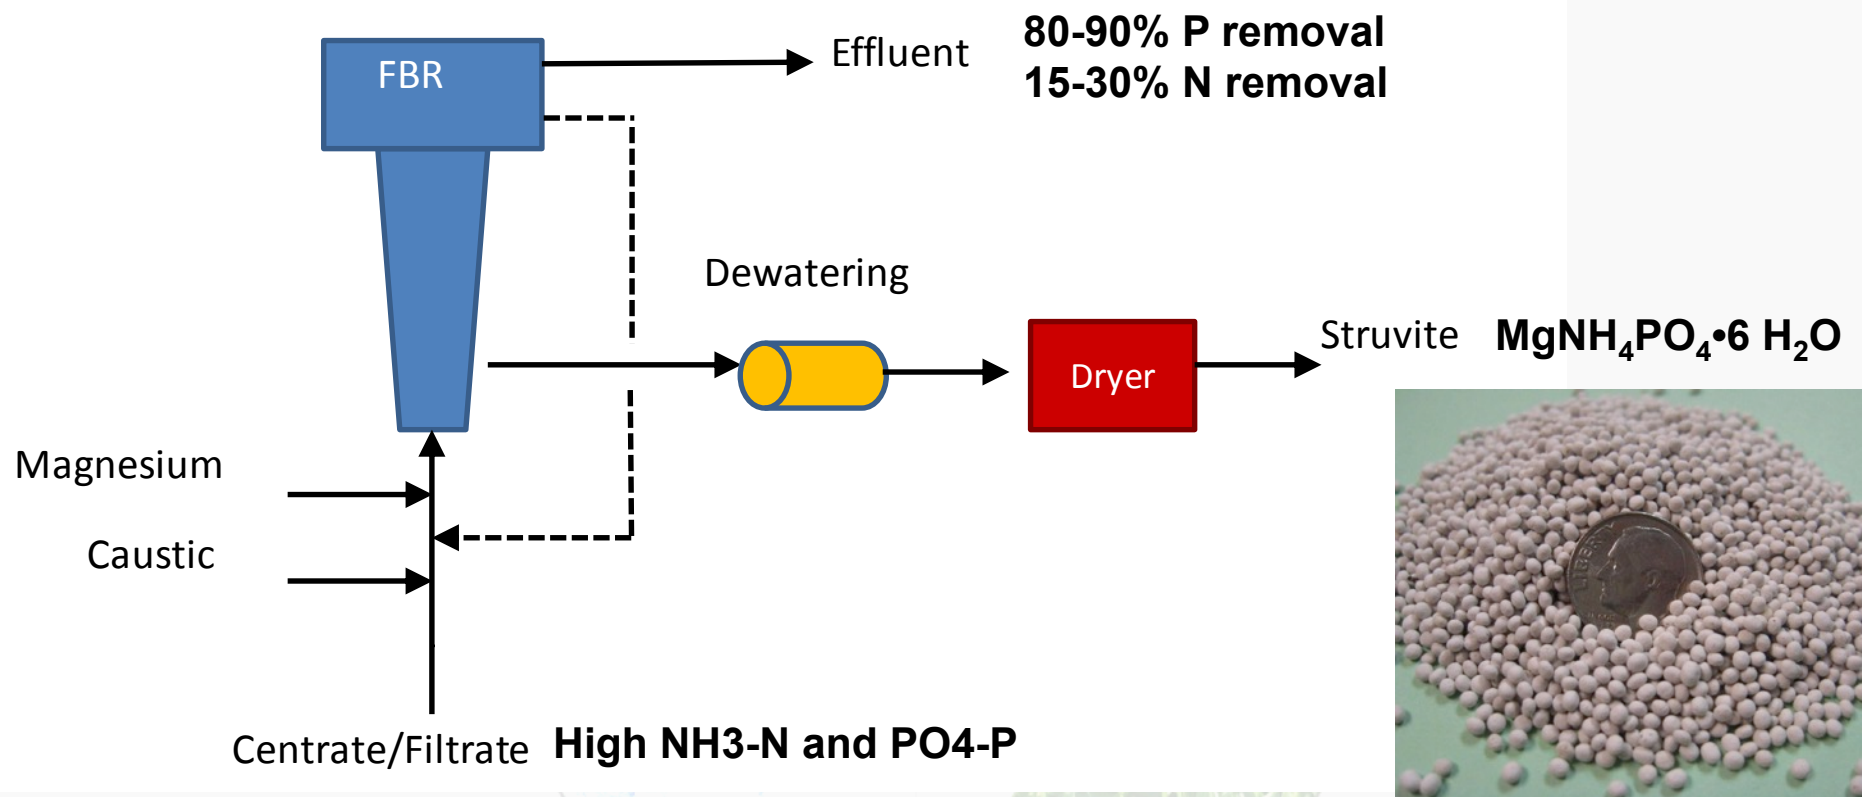 80-90% P removal
15-30% N removal
Effluent
FBR
Dewatering
Struvite MgNH₄PO₄•6 H₂O
Dryer
Magnesium
Caustic
Centrate/Filtrate High NH3-N and PO4-P
LIBERTY